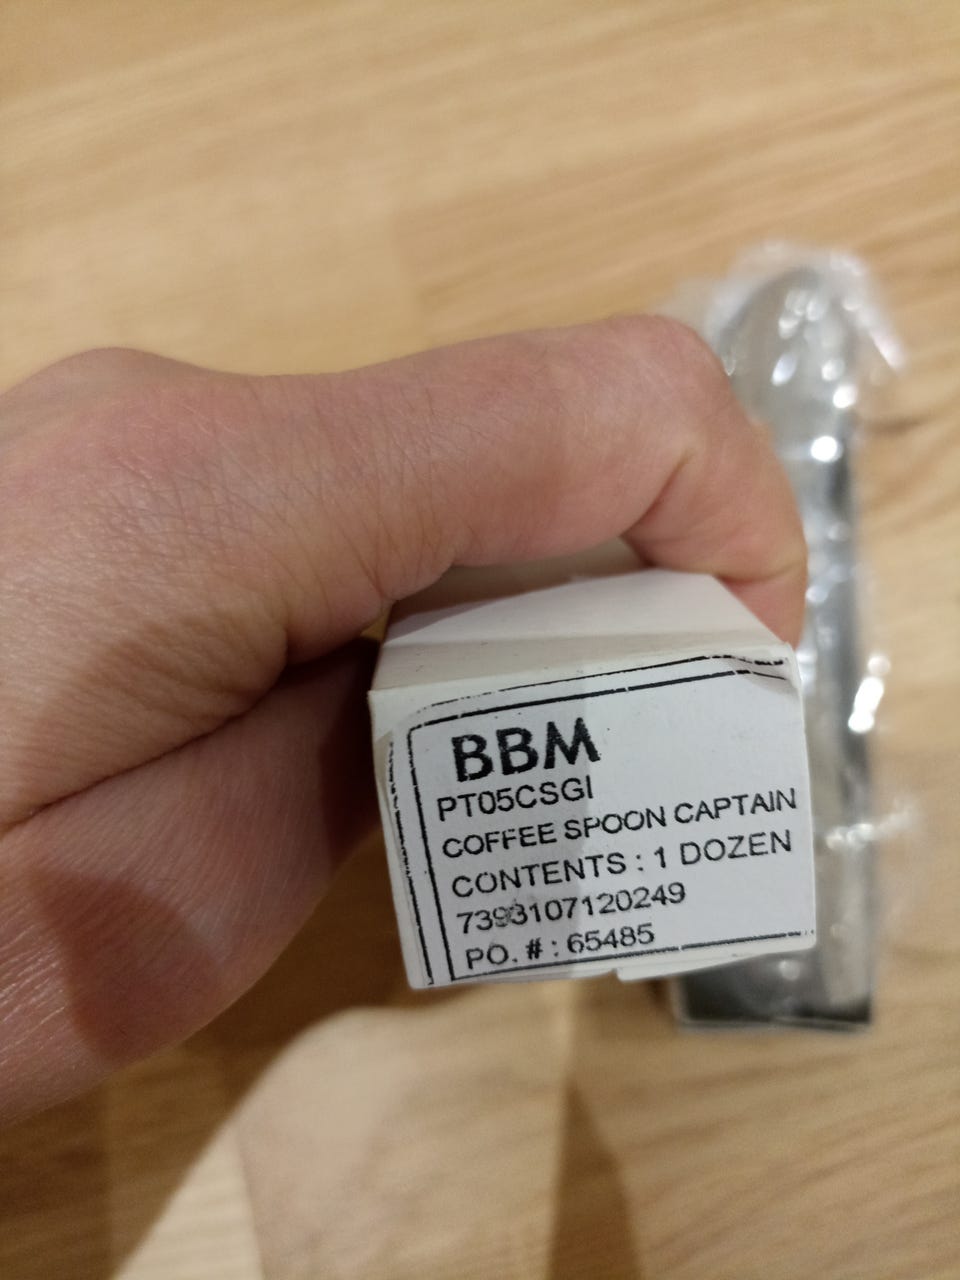 BBM
PT05CSGI
COFFEE SPOON CAPTAIN
CONTENTS : 1 DOZEN
7393107120249
PO. # : 65485